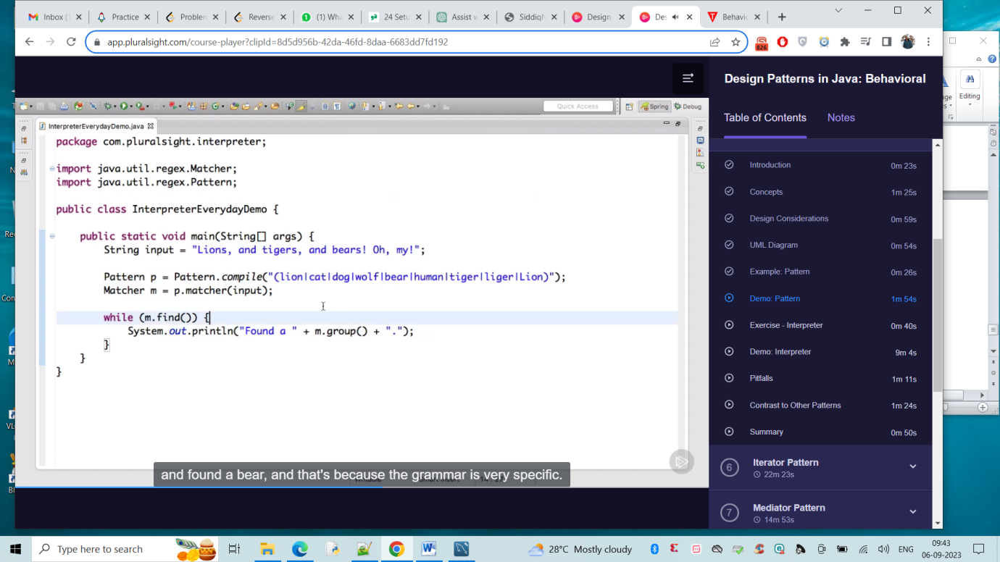 Inbox (1
Practice
Problen
Reverse
(1) Wha
24 Setu
Assist w
SiddiqN
Design
Des
Behavic
app.pluralsight.com/course-player?clipId=8d5d956b-42da-46fd-8daa-6683dd7fd192
826
Editing
Design Patterns in Java: Behavioral
Quick Access
Spring
Debug
Table of Contents
Notes
InterpreterEverydayDemo.java
package com.pluralsight.interpreter;
import java.util.regex.Matcher;
import java.util.regex.Pattern;
public class InterpreterEverydayDemo {
public static void main(String[] args) {
String input = "Lions, and tigers, and bears! Oh, my!";
Pattern p = Pattern.compile("(lion|cat|dog|wolf|bear|human|tiger|liger|Lion)");
Matcher m = p.matcher(input);
while (m.find()) {
System.out.println("Found a " + m.group() + ".");
}
}
}
and found a bear, and that's because the grammar is very specific.
Introduction 0m 23s
Concepts 1m 25s
Design Considerations 0m 59s
UML Diagram 0m 54s
Example: Pattern 0m 26s
Demo: Pattern 1m 54s
Exercise - Interpreter 0m 40s
Demo: Interpreter 9m 4s
Pitfalls 1m 11s
Contrast to Other Patterns 1m 24s
Summary 0m 50s
6 Iterator Pattern
22m 23s
7 Mediator Pattern
14m 53s
Type here to search
28°C Mostly cloudy
ENG
09:43
06-09-2023